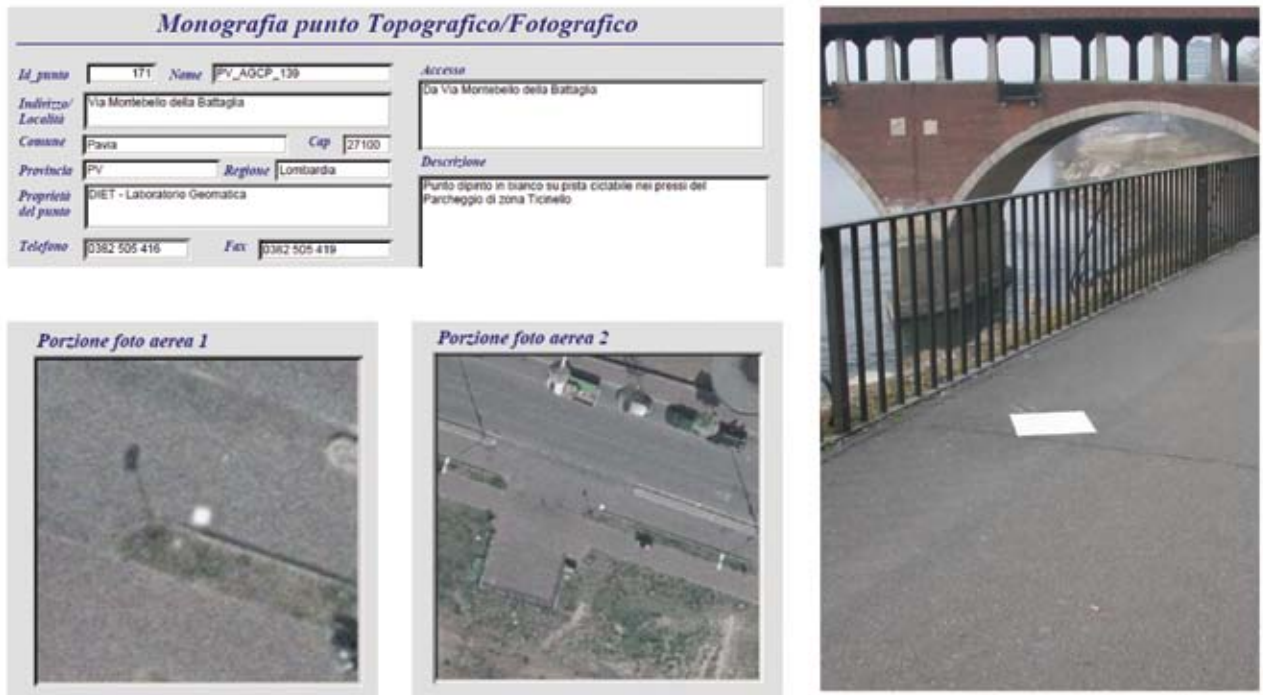 Monografia punto Topografico/Fotografico
Id_punto 171 Nome PV_AGCP_139
Indirizzo/ Via Montebello della Battaglia
Località
Comune Pavia Cap 27100
Provincia PV Regione Lombardia
Proprietà DIET - Laboratorio Geomatica
del punto
Telefono 0382 505 416 Fax 0382 505 419
Accesso
Da Via Montebello della Battaglia
Descrizione
Punto dipinto in bianco su pista ciclabile nei pressi del
Parcheggio di zona Ticinello
Porzione foto aerea 1
Porzione foto aerea 2